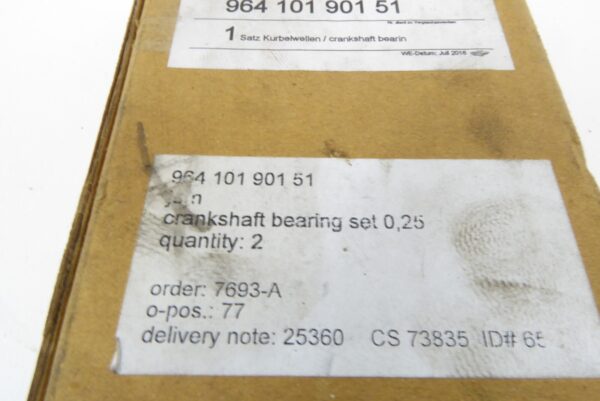 964 101 901 51
1 Satz Kurbelwellen / crankshaft bearin
WE-Datum: Juli 2018
964 101 901 51
crankshaft bearing set 0,25
quantity: 2
order: 7693-A
o-pos.: 77
delivery note: 25360 CS 73835 ID# 65